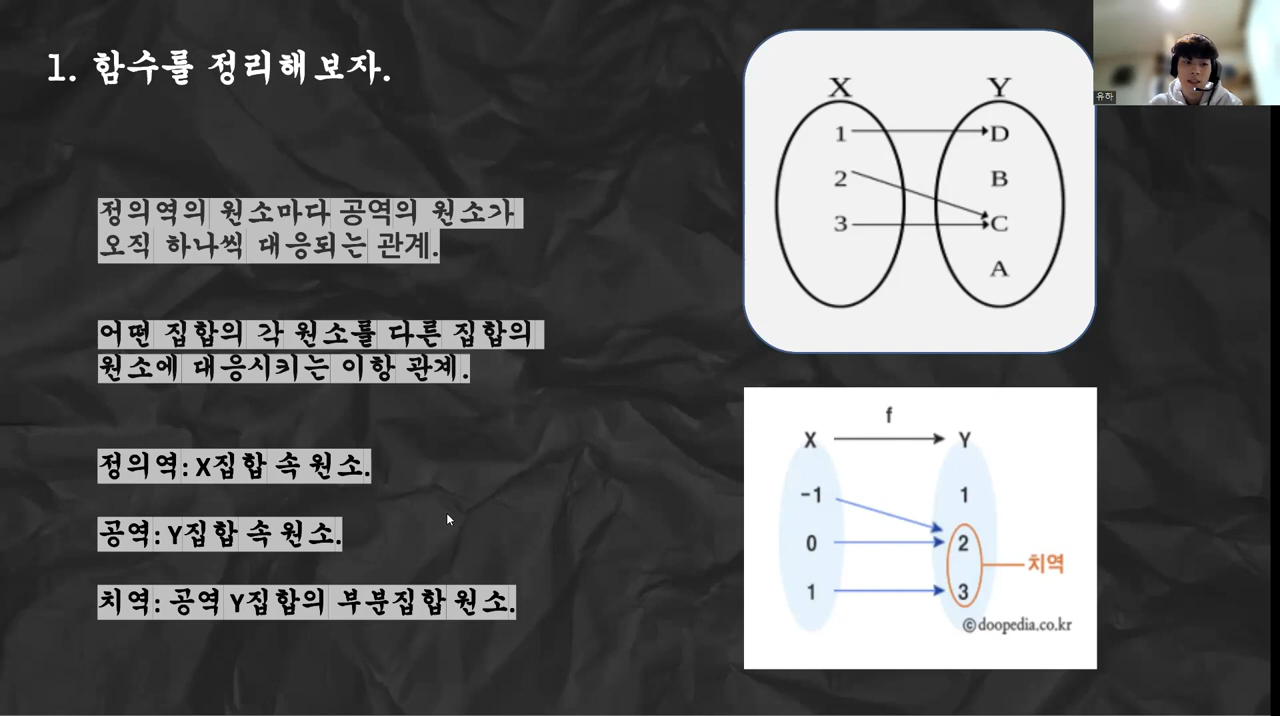 1. 함수를 정리해보자.
정의역의 원소마다 공역의 원소가
오직 하나씩 대응되는 관계.
어떤 집합의 각 원소를 다른 집합의
원소에 대응시키는 이항 관계.
정의역: X집합 속 원소.
공역: Y집합 속 원소.
치역: 공역 Y집합의 부분집합 원소.
X Y
1 D
2 B
3 C
A
f
X Y
-1 1
0 2
치역
1 3
©doopedia.co.kr
유하